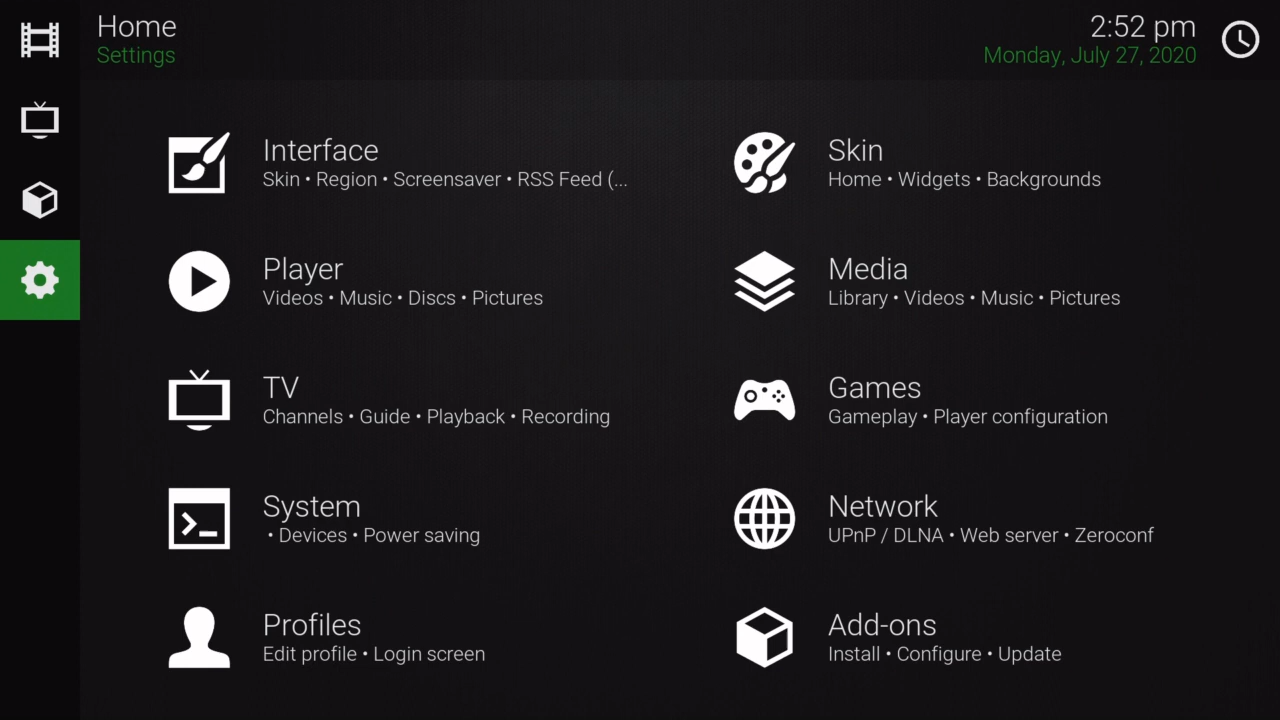 Home
Settings
2:52 pm
Monday, July 27, 2020
Interface
Skin • Region • Screensaver • RSS Feed (...
Skin
Home • Widgets • Backgrounds
Player
Videos • Music • Discs • Pictures
Media
Library • Videos • Music • Pictures
TV
Channels • Guide • Playback • Recording
Games
Gameplay • Player configuration
System
• Devices • Power saving
Network
UPnP / DLNA • Web server • Zeroconf
Profiles
Edit profile • Login screen
Add-ons
Install • Configure • Update